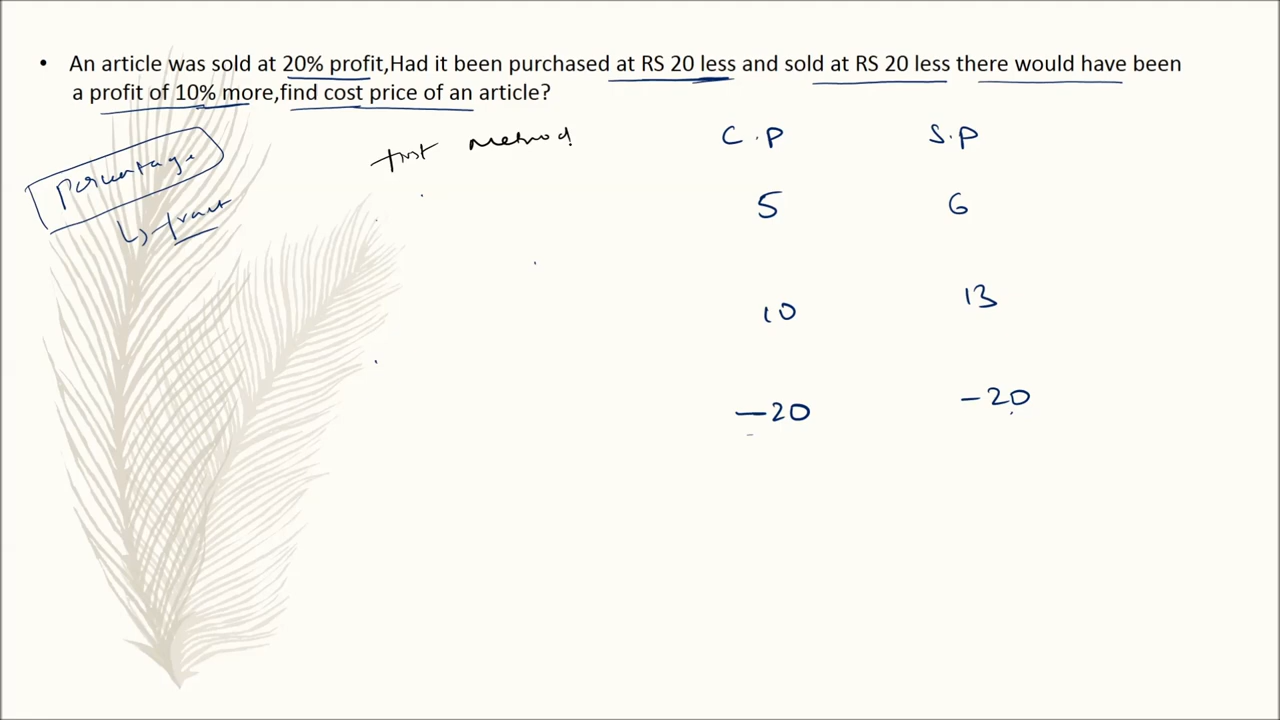 • An article was sold at 20% profit,Had it been purchased at RS 20 less and sold at RS 20 less there would have been
a profit of 10% more,find cost price of an article?
first method
C.P S.P
Percentage
↳ fract
5 6
10 13
-20 -20